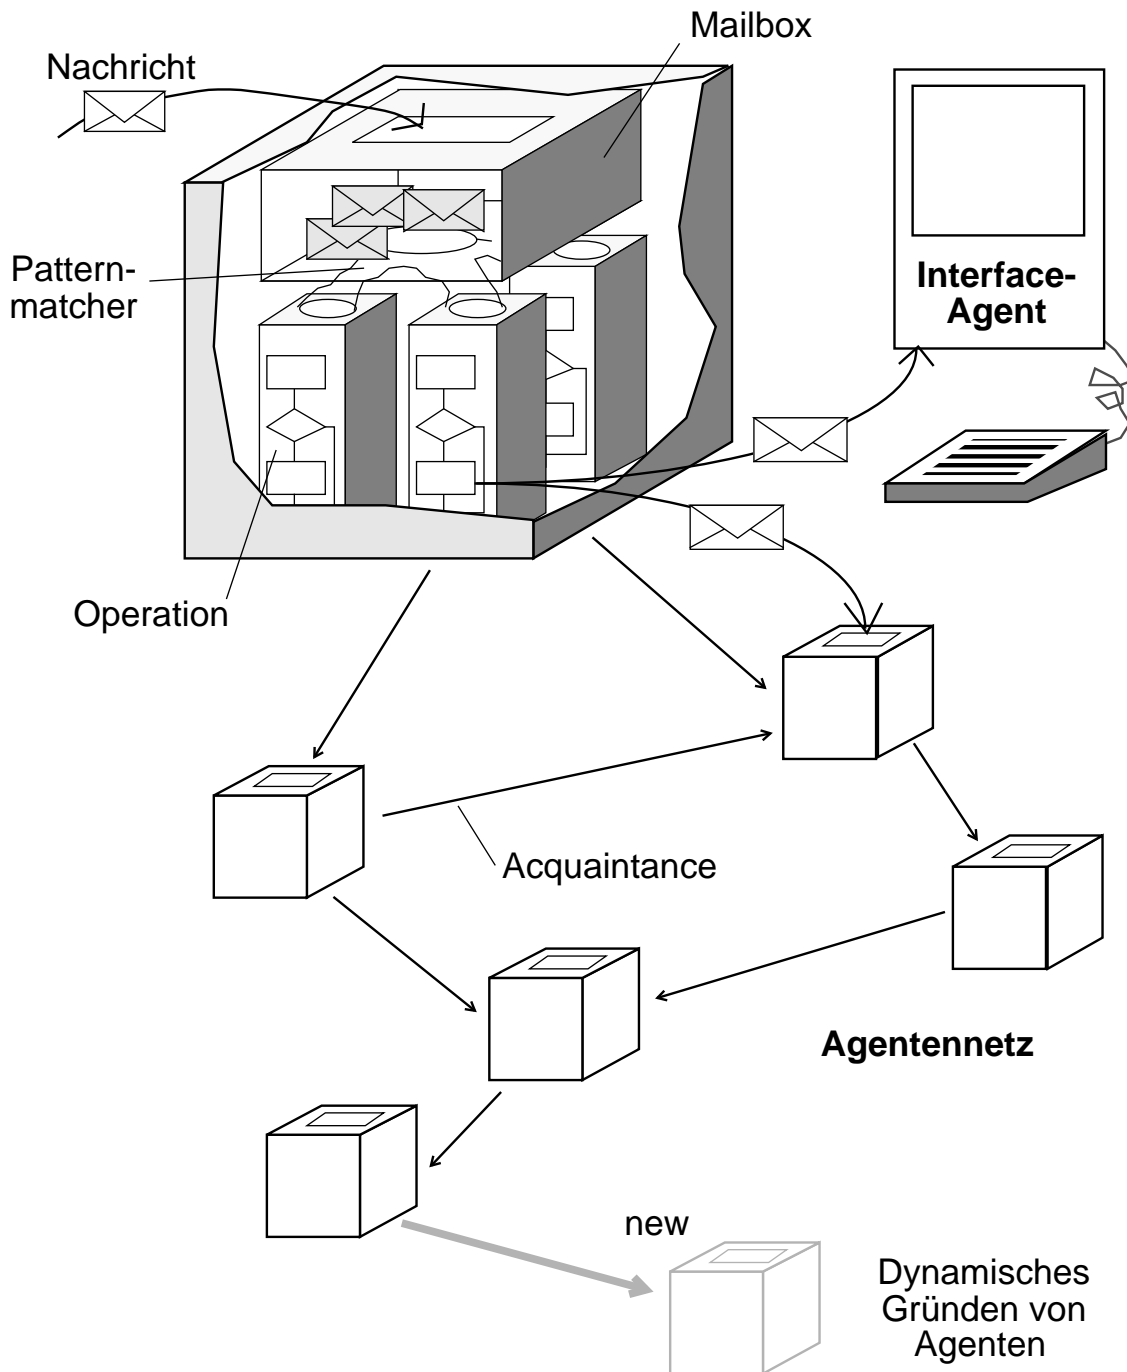 Mailbox
Nachricht
Pattern-
matcher
Interface-
Agent
Operation
Acquaintance
Agentennetz
new
Dynamisches
Gründen von
Agenten